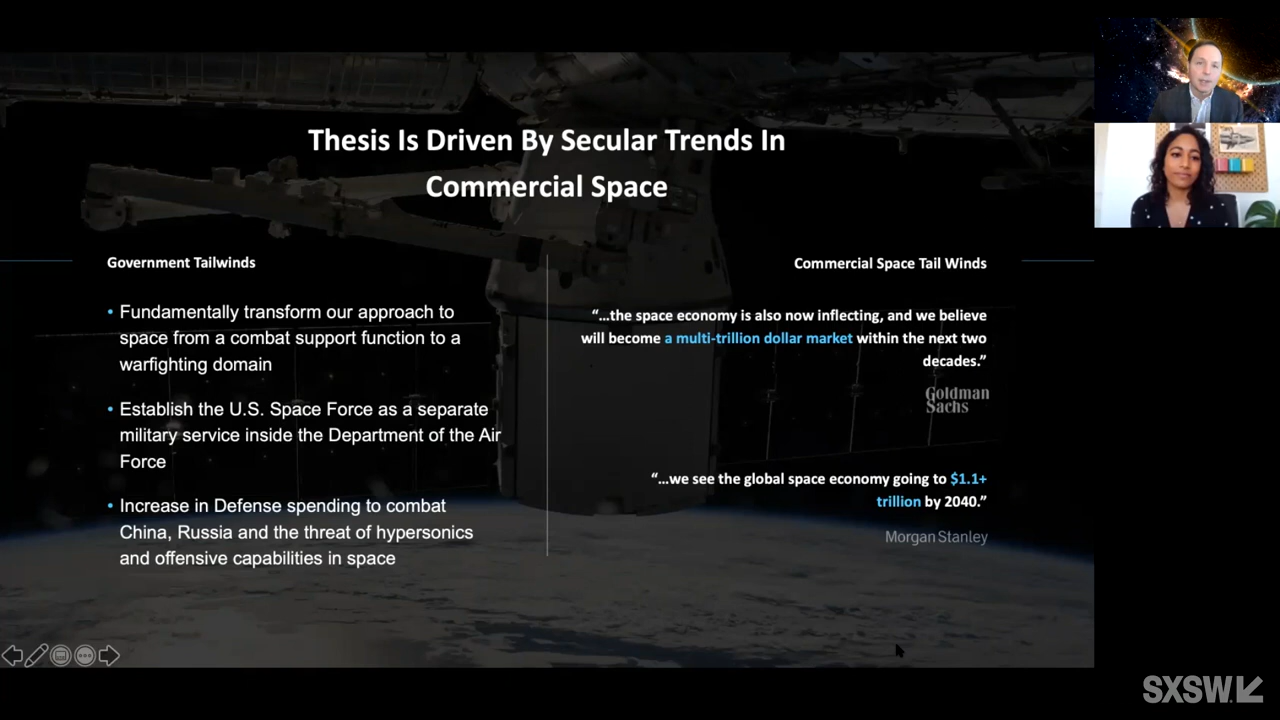 Thesis Is Driven By Secular Trends In
Commercial Space
Government Tailwinds
• Fundamentally transform our approach to
space from a combat support function to a
warfighting domain
• Establish the U.S. Space Force as a separate
military service inside the Department of the Air
Force
• Increase in Defense spending to combat
China, Russia and the threat of hypersonics
and offensive capabilities in space
Commercial Space Tail Winds
“...the space economy is also now inflecting, and we believe
will become a multi-trillion dollar market within the next two
decades.”
Goldman
Sachs
“...we see the global space economy going to $1.1+
trillion by 2040.”
Morgan Stanley
SXSW